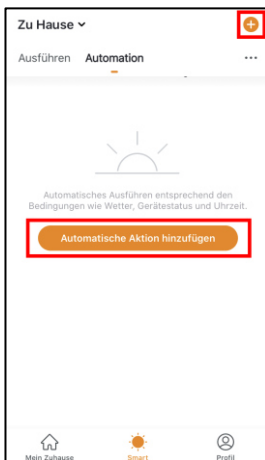 Zu Hause
Ausführen Automation ...
Automatisches Ausführen entsprechend den
Bedingungen wie Wetter, Gerätestatus und Uhrzeit.
Automatische Aktion hinzufügen
Mein Zuhause Smart Profil